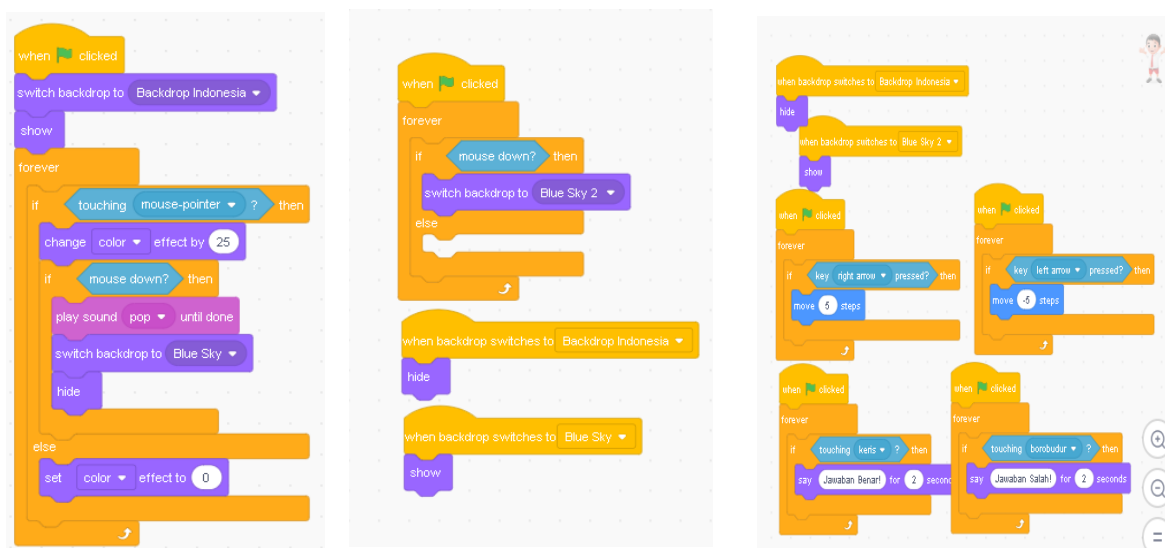 when clicked
switch backdrop to Backdrop Indonesia
show
forever
if touching mouse-pointer ? then
change color effect by 25
if mouse down? then
play sound pop until done
switch backdrop to Blue Sky
hide
else
set color effect to 0
when clicked
forever
if mouse down? then
switch backdrop to Blue Sky 2
else
when backdrop switches to Backdrop Indonesia
hide
when backdrop switches to Blue Sky
show
when backdrop switches to Backdrop Indonesia
hide
when backdrop switches to Blue Sky 2
show
when clicked
forever
if key right arrow pressed? then
move 5 steps
when clicked
forever
if key left arrow pressed? then
move -5 steps
when clicked
forever
if touching keris ? then
say Jawaban Benar! for 2 second
when clicked
forever
if touching borobudur ? then
say Jawaban Salah! for 2 seconds